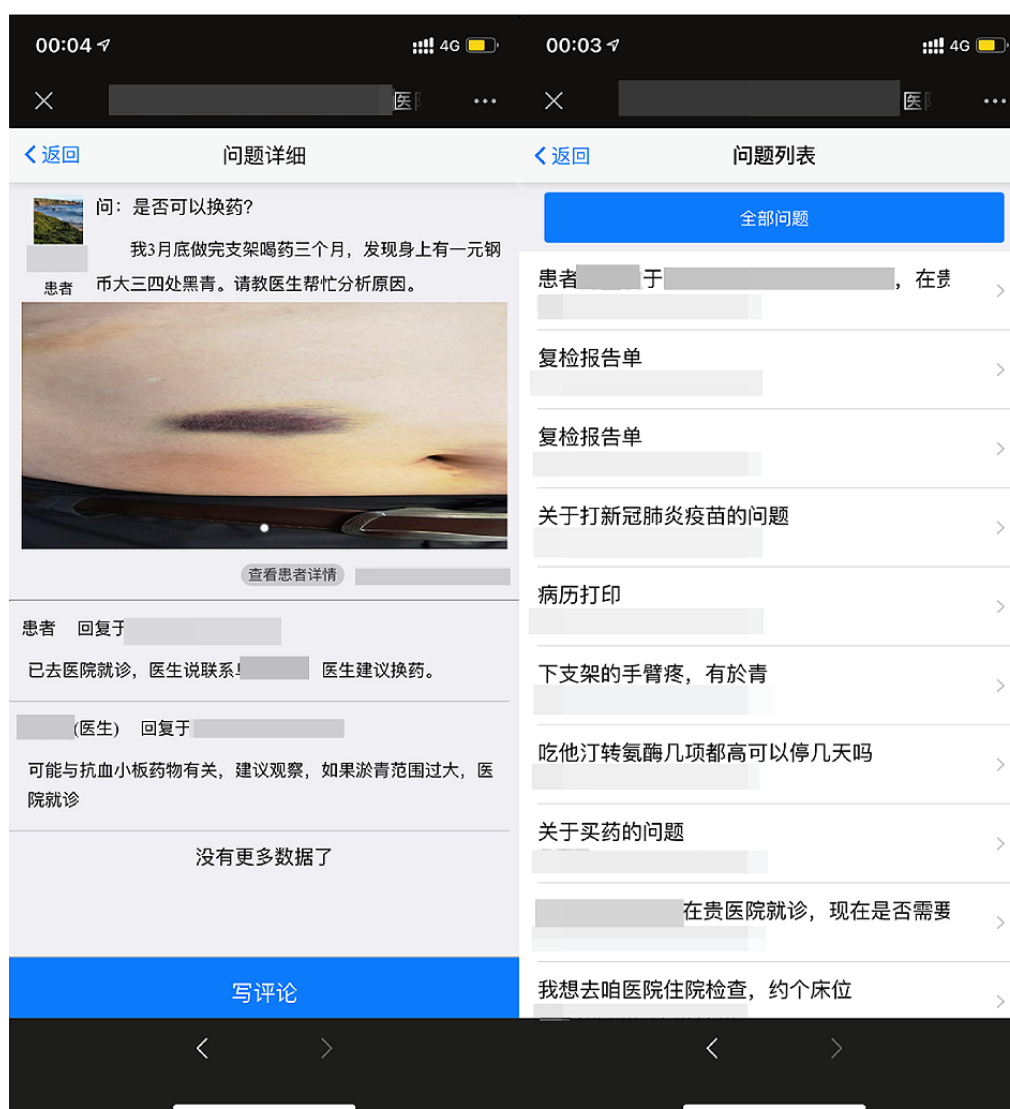 00:04
4G
医
返回
问题详细
问：是否可以换药？
我3月底做完支架喝药三个月，发现身上有一元钢
币大三四处黑青。请教医生帮忙分析原因。
患者
查看患者详情
患者 回复于
已去医院就诊，医生说联系 医生建议换药。
(医生) 回复于
可能与抗血小板药物有关，建议观察，如果淤青范围过大，医
院就诊
没有更多数据了
写评论
00:03
4G
医
返回
问题列表
全部问题
患者 于 ，在贵
复检报告单
复检报告单
关于打新冠肺炎疫苗的问题
病历打印
下支架的手臂疼，有於青
吃他汀转氨酶几项都高可以停几天吗
关于买药的问题
在贵医院就诊，现在是否需要
我想去咱医院住院检查，约个床位